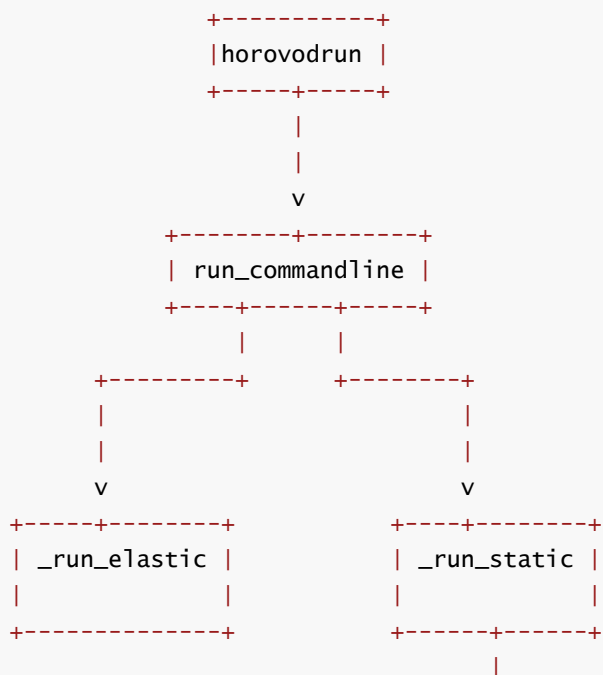 +-----------+
|horovodrun |
+-----+-----+
|
|
v
+--------+--------+
| run_commandline |
+----+------+-----+
| |
+---------+ +--------+
| |
| |
v v
+-----+--------+ +----+--------+
| _run_elastic | | _run_static |
| | | |
+--------------+ +------+------+
|